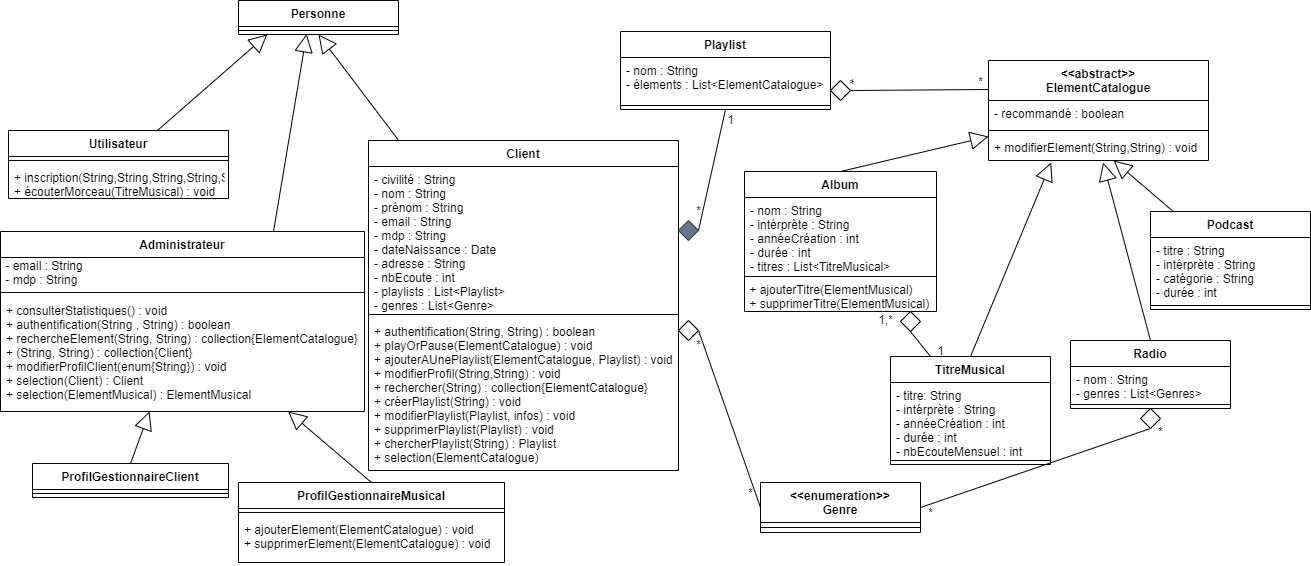 Personne
Utilisateur
+ inscription(String,String,String,String,S
+ écouterMorceau(TitreMusical) : void
Administrateur
- email : String
- mdp : String
+ consulterStatistiques() : void
+ authentification(String , String) : boolean
+ rechercheElement(String, String) : collection{ElementCatalogue}
+ (String, String) : collection{Client}
+ modifierProfilClient(enum{String}) : void
+ selection(Client) : Client
+ selection(ElementMusical) : ElementMusical
ProfilGestionnaireClient
ProfilGestionnaireMusical
+ ajouterElement(ElementCatalogue) : void
+ supprimerElement(ElementCatalogue) : void
Client
- civilité : String
- nom : String
- prénom : String
- email : String
- mdp : String
- dateNaissance : Date
- adresse : String
- nbEcoute : int
- playlists : List<Playlist>
- genres : List<Genre>
+ authentification(String, String) : boolean
+ playOrPause(ElementCatalogue) : void
+ ajouterAUnePlaylist(ElementCatalogue, Playlist) : void
+ modifierProfil(String,String) : void
+ rechercher(String) : collection{ElementCatalogue}
+ créerPlaylist(String) : void
+ modifierPlaylist(Playlist, infos) : void
+ supprimerPlaylist(Playlist) : void
+ chercherPlaylist(String) : Playlist
+ selection(ElementCatalogue)
Playlist
- nom : String
- élements : List<ElementCatalogue>
*
*
1
*
*
*
<<abstract>>
ElementCatalogue
- recommandé : boolean
+ modifierElement(String,String) : void
Album
- nom : String
- intérprète : String
- annéeCréation : int
- durée : int
- titres : List<TitreMusical>
+ ajouterTitre(ElementMusical)
+ supprimerTitre(ElementMusical)
1,*
1
TitreMusical
- titre: String
- intérprète : String
- annéeCréation : int
- durée : int
- nbEcouteMensuel : int
Podcast
- titre : String
- intérprète : String
- catégorie : String
- durée : int
Radio
- nom : String
- genres : List<Genres>
*
*
<<enumeration>>
Genre